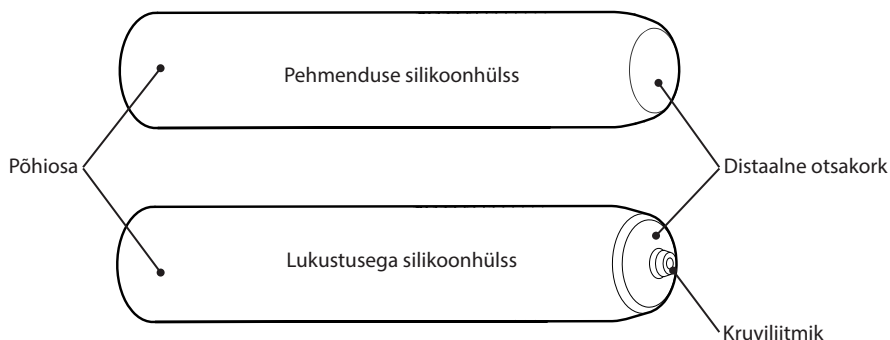 Pehmenduse silikoonhülss
Põhiosa
Distaalne otsakork
Lukustusega silikoonhülss
Kruviliitmik